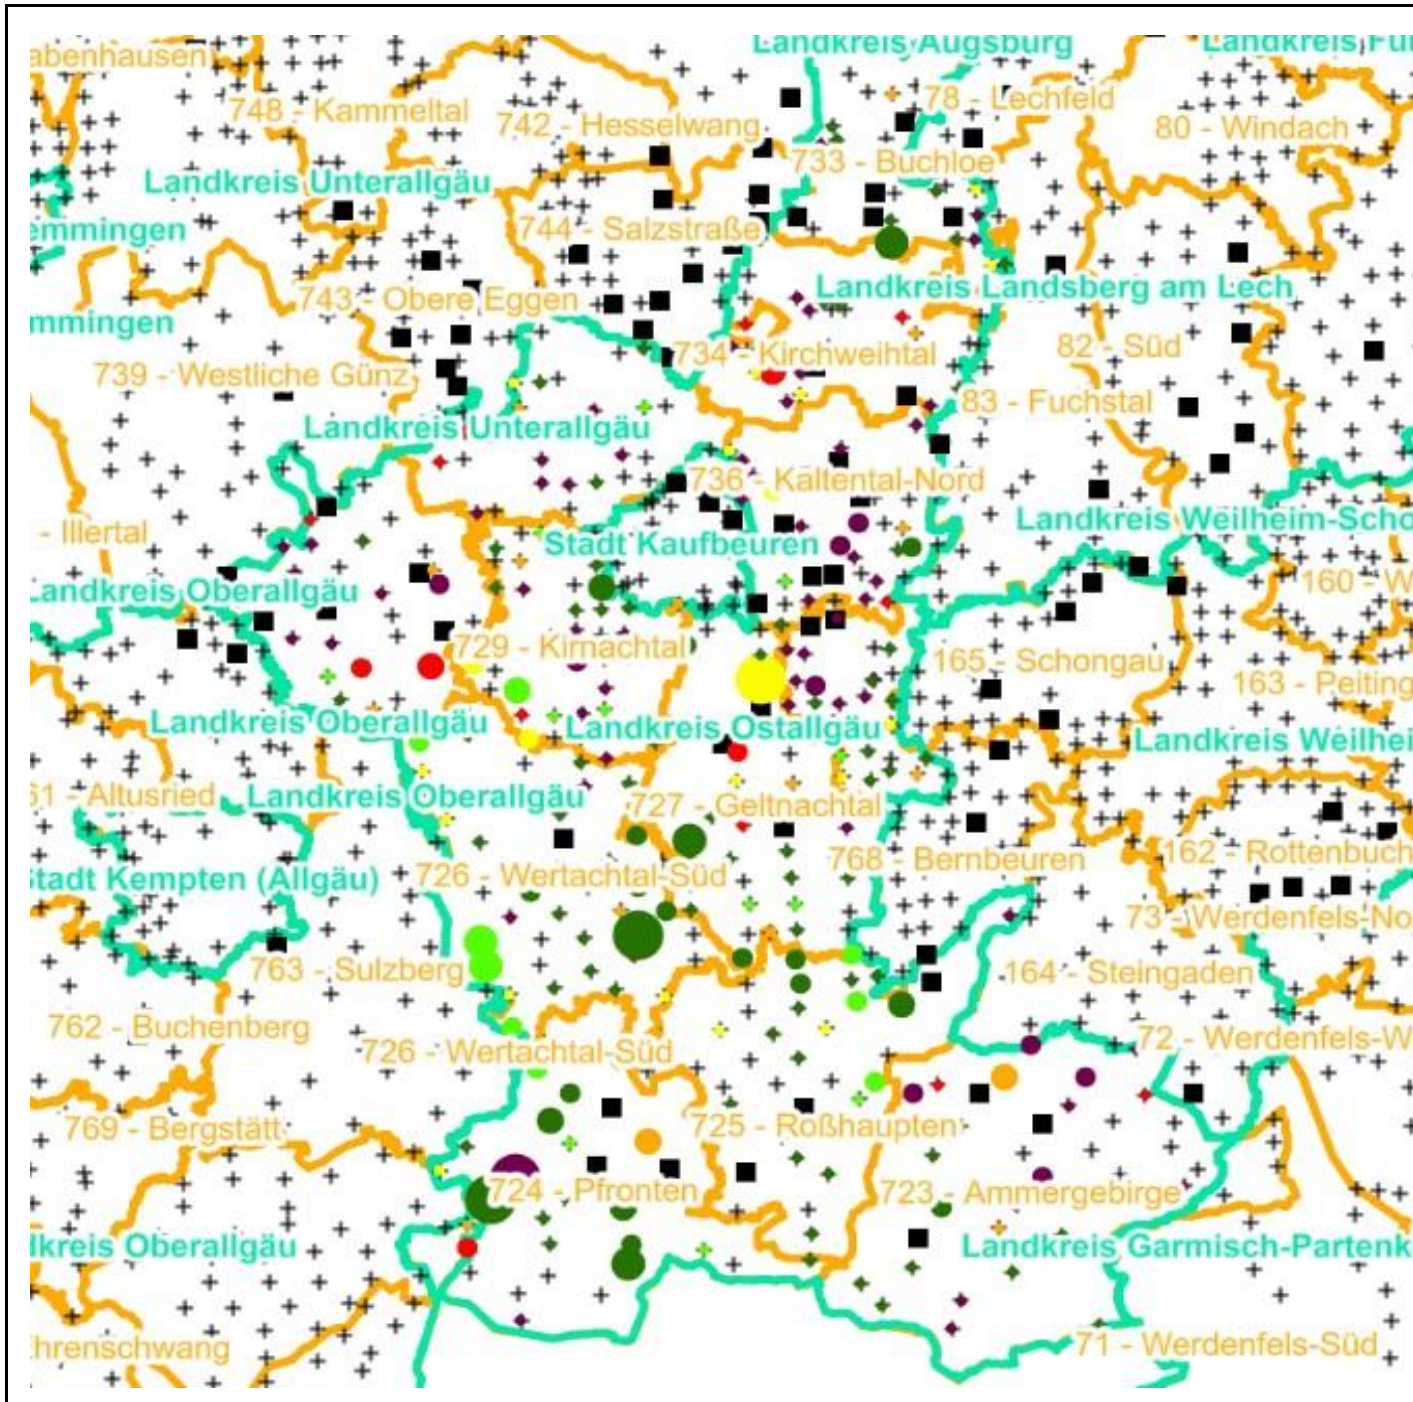 Landkreis Augsburg
Landkreis Für
abenhausen
748 - Kammeltal
78 - Lechfeld
742 - Hesselwang
80 - Windach
733 - Buchloe
Landkreis Unterallgäu
emmingen
744 - Salzstraße
743 - Obere Eggen
Landkreis Landsberg am Lech
mmingen
734 - Kirchweihtal
82 - Süd
739 - Westliche Günz
83 - Fuchstal
Landkreis Unterallgäu
736 - Kaltental-Nord
- Illertal
Landkreis Weilheim-Scho
Stadt Kaufbeuren
Landkreis Oberallgäu
160 - W
729 - Kirnachtal
165 - Schongau
163 - Peiting
Landkreis Oberallgäu
Landkreis Ostallgäu
Landkreis Weilhei
61 - Altusried
Landkreis Oberallgäu
727 - Geltnachtal
768 - Bernbeuren
162 - Rottenbuch
Stadt Kempten (Allgäu)
726 - Wertachtal-Süd
73 - Werdenfels-No
763 - Sulzberg
164 - Steingaden
762 - Buchenberg
726 - Wertachtal-Süd
72 - Werdenfels-W
769 - Bergstätt
725 - Roßhaupten
724 - Pfronten
723 - Ammergebirge
dkreis Oberallgäu
Landkreis Garmisch-Partenk
Ehrenschwang
71 - Werdenfels-Süd